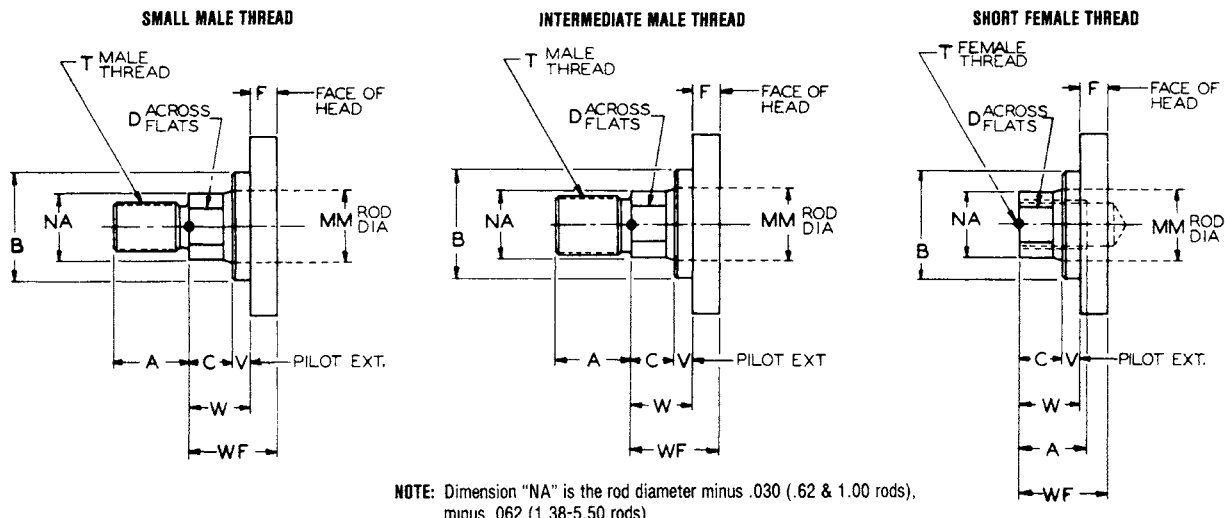 SMALL MALE THREAD
T MALE THREAD
F
FACE OF HEAD
D ACROSS FLATS
B
NA
MM ROD DIA
A
C
V
PILOT EXT.
W
WF
INTERMEDIATE MALE THREAD
T MALE THREAD
F
FACE OF HEAD
D ACROSS FLATS
B
NA
MM ROD DIA
A
C
V
PILOT EXT
W
WF
SHORT FEMALE THREAD
T FEMALE THREAD
F
FACE OF HEAD
D ACROSS FLATS
B
NA
MM ROD DIA
C
V
PILOT EXT.
W
A
WF
NOTE: Dimension "NA" is the rod diameter minus .030 (.62 & 1.00 rods),
minus .062 (1.38-5.50 rods)